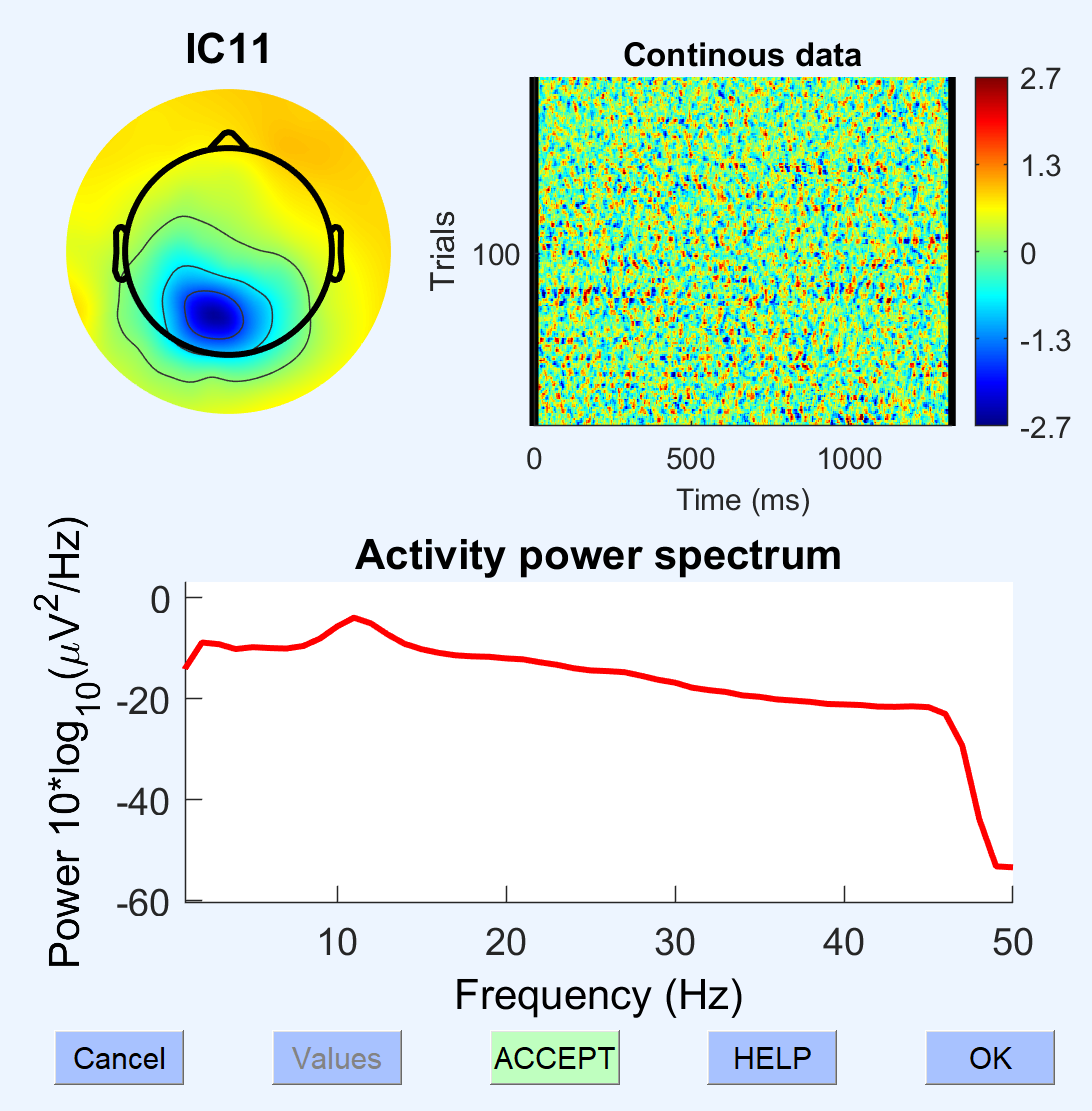 IC11
Continous data
Trials
100
0
500
1000
Time (ms)
2.7
1.3
0
-1.3
-2.7
Activity power spectrum
Power 10*log10(μV2/Hz)
0
-20
-40
-60
10
20
30
40
50
Frequency (Hz)
Cancel
Values
ACCEPT
HELP
OK